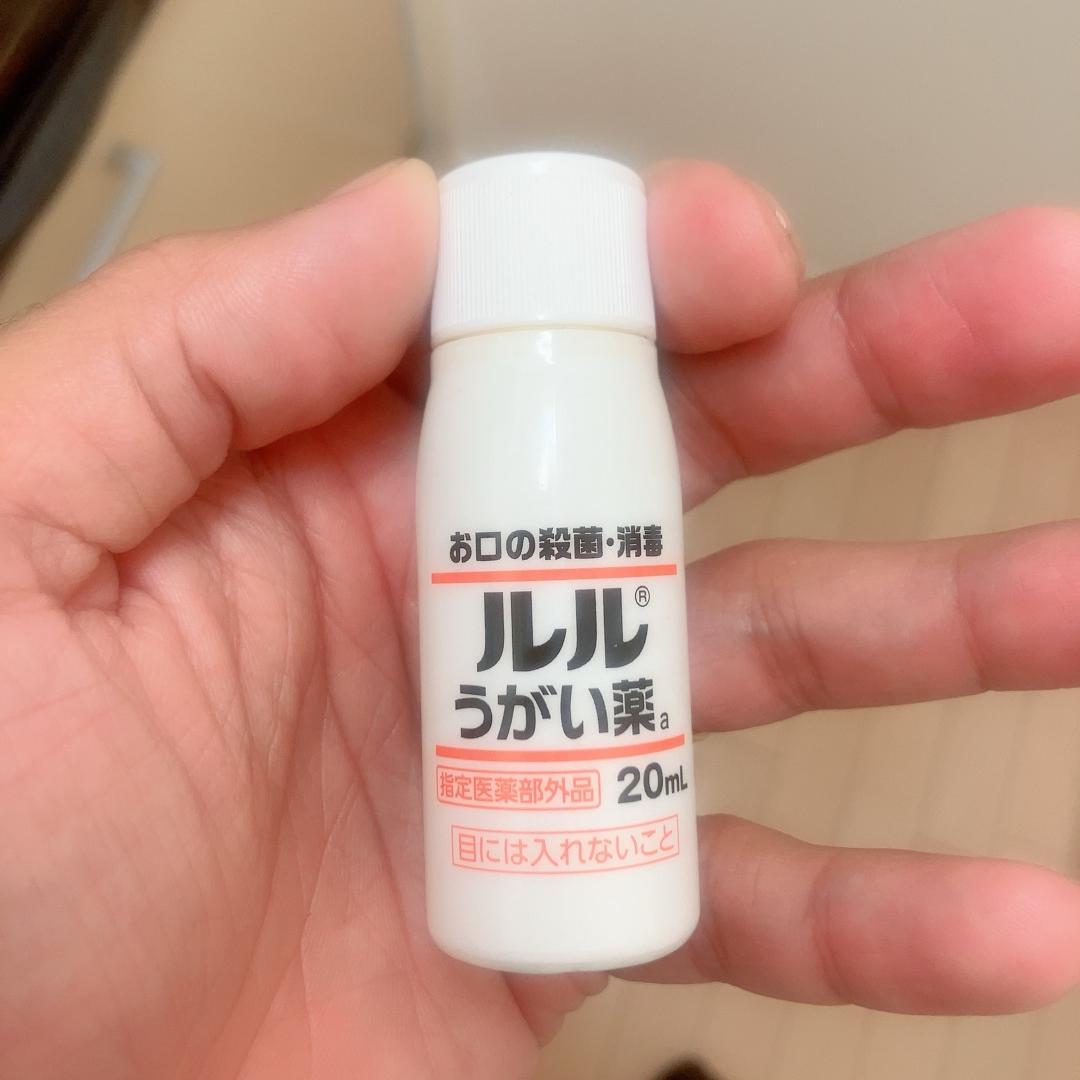 お口の殺菌・消毒
ルル®
うがい薬a
指定医薬部外品 20mL
目には入れないこと